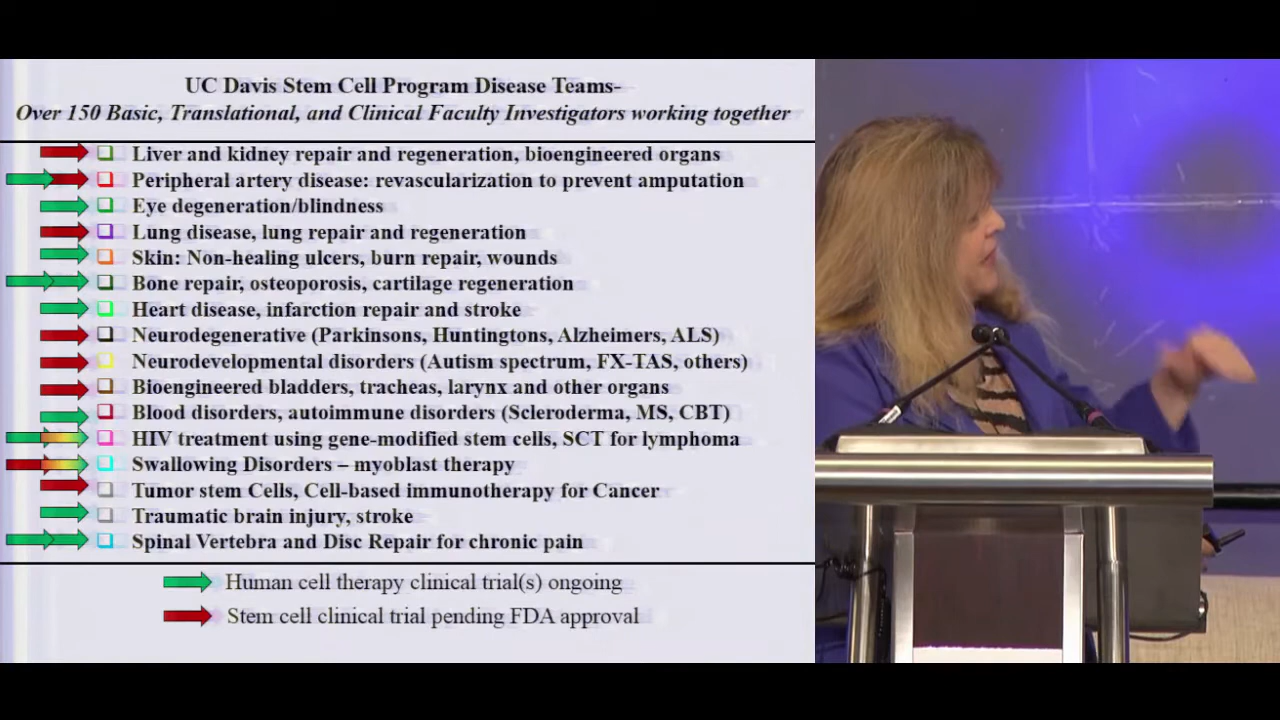 UC Davis Stem Cell Program Disease Teams-
Over 150 Basic, Translational, and Clinical Faculty Investigators working together
Liver and kidney repair and regeneration, bioengineered organs
Peripheral artery disease: revascularization to prevent amputation
Eye degeneration/blindness
Lung disease, lung repair and regeneration
Skin: Non-healing ulcers, burn repair, wounds
Bone repair, osteoporosis, cartilage regeneration
Heart disease, infarction repair and stroke
Neurodegenerative (Parkinsons, Huntingtons, Alzheimers, ALS)
Neurodevelopmental disorders (Autism spectrum, FX-TAS, others)
Bioengineered bladders, tracheas, larynx and other organs
Blood disorders, autoimmune disorders (Scleroderma, MS, CBT)
HIV treatment using gene-modified stem cells, SCT for lymphoma
Swallowing Disorders – myoblast therapy
Tumor stem Cells, Cell-based immunotherapy for Cancer
Traumatic brain injury, stroke
Spinal Vertebra and Disc Repair for chronic pain
Human cell therapy clinical trial(s) ongoing
Stem cell clinical trial pending FDA approval